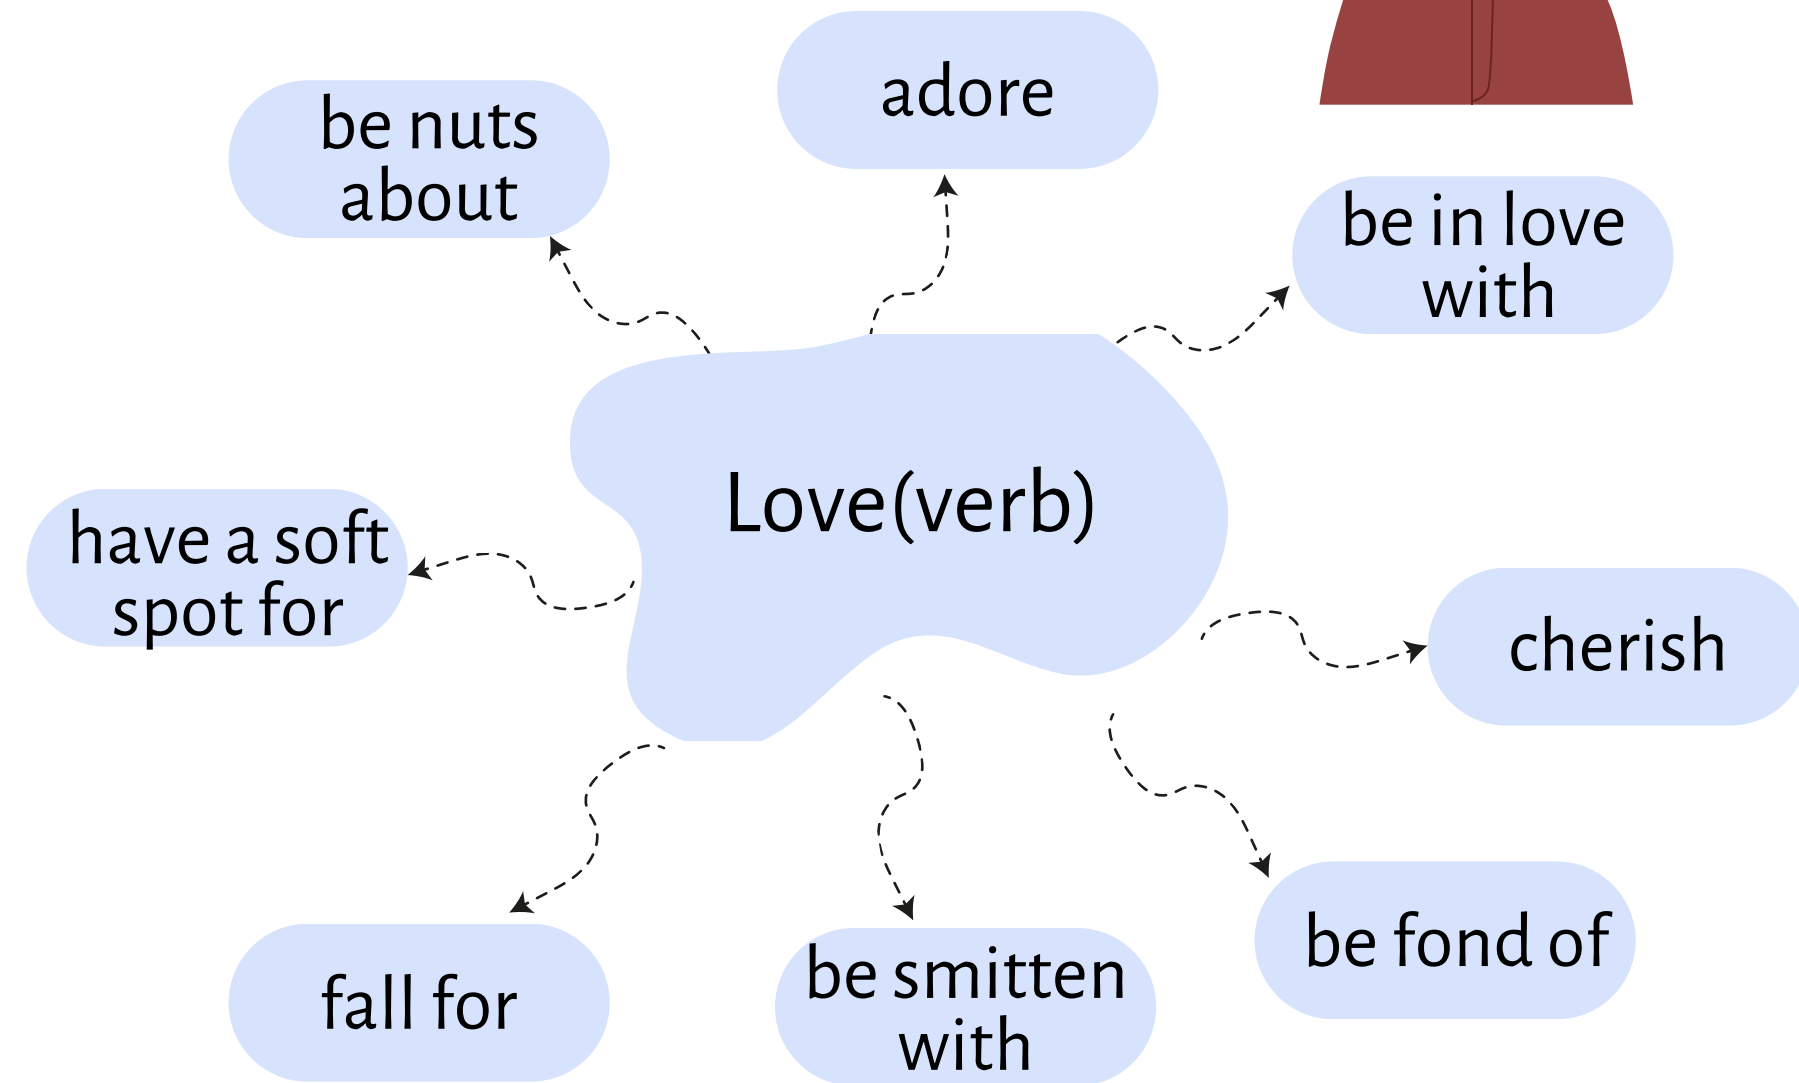 adore
be nuts
about
be in love
with
Love(verb)
have a soft
spot for
cherish
be fond of
fall for
be smitten
with